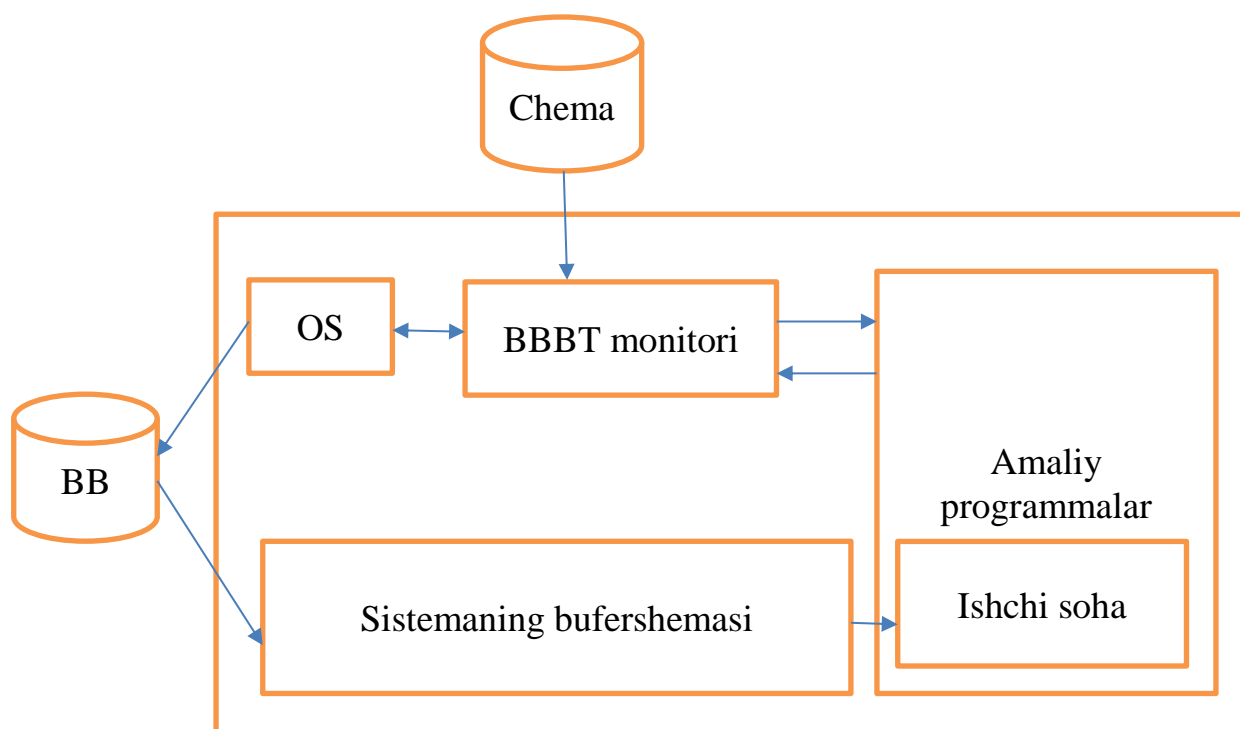 Chema
OS
BBBT monitori
BB
Amaliy
programmalar
Sistemaning bufershemasi
Ishchi soha